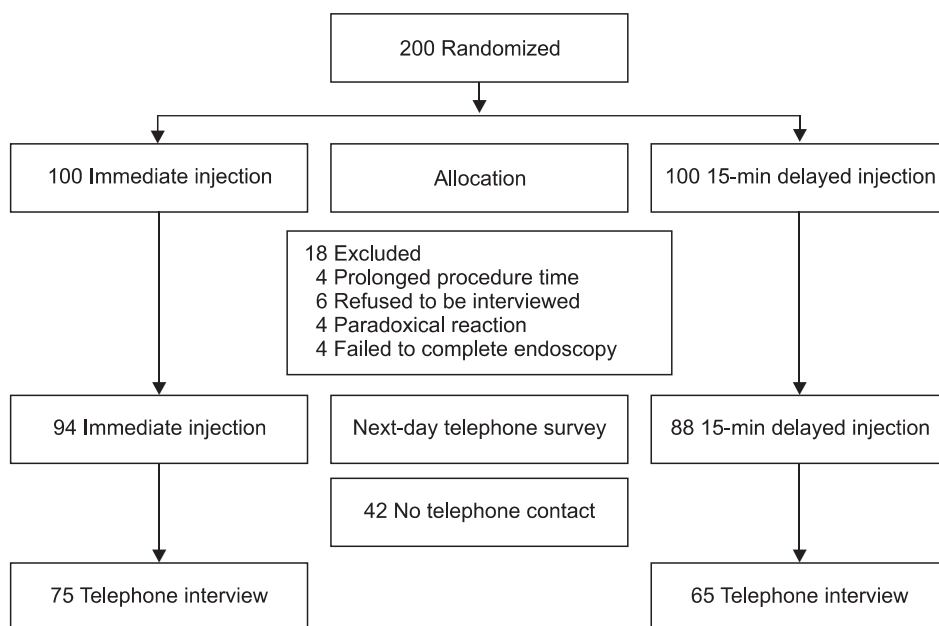 200 Randomized
100 Immediate injection
Allocation
100 15-min delayed injection
18 Excluded
4 Prolonged procedure time
6 Refused to be interviewed
4 Paradoxical reaction
4 Failed to complete endoscopy
94 Immediate injection
Next-day telephone survey
88 15-min delayed injection
42 No telephone contact
75 Telephone interview
65 Telephone interview